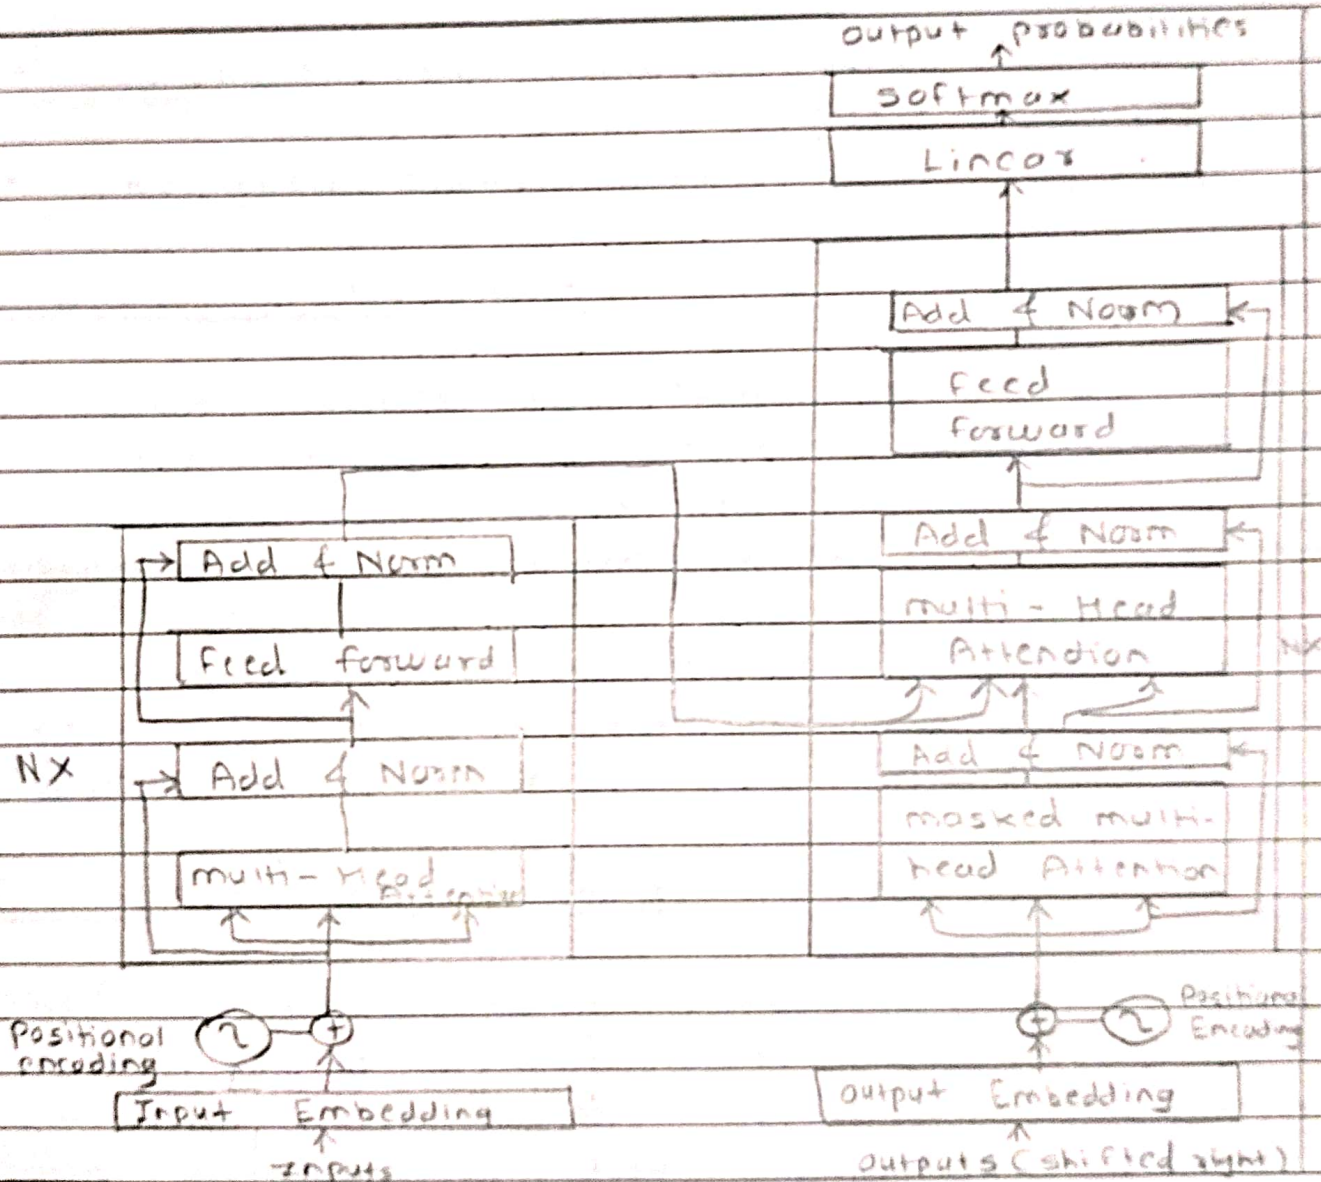 Output Probabilities
Softmax
Linear
Add & Norm
Feed
Forward
Add & Norm
Multi-Head
Attention
NX
Add & Norm
Masked Multi-
Head Attention
Positional
Encoding
Output Embedding
Outputs (shifted right)
Add & Norm
Feed Forward
NX
Add & Norm
Multi-Head
Attention
Positional
encoding
Input Embedding
Inputs